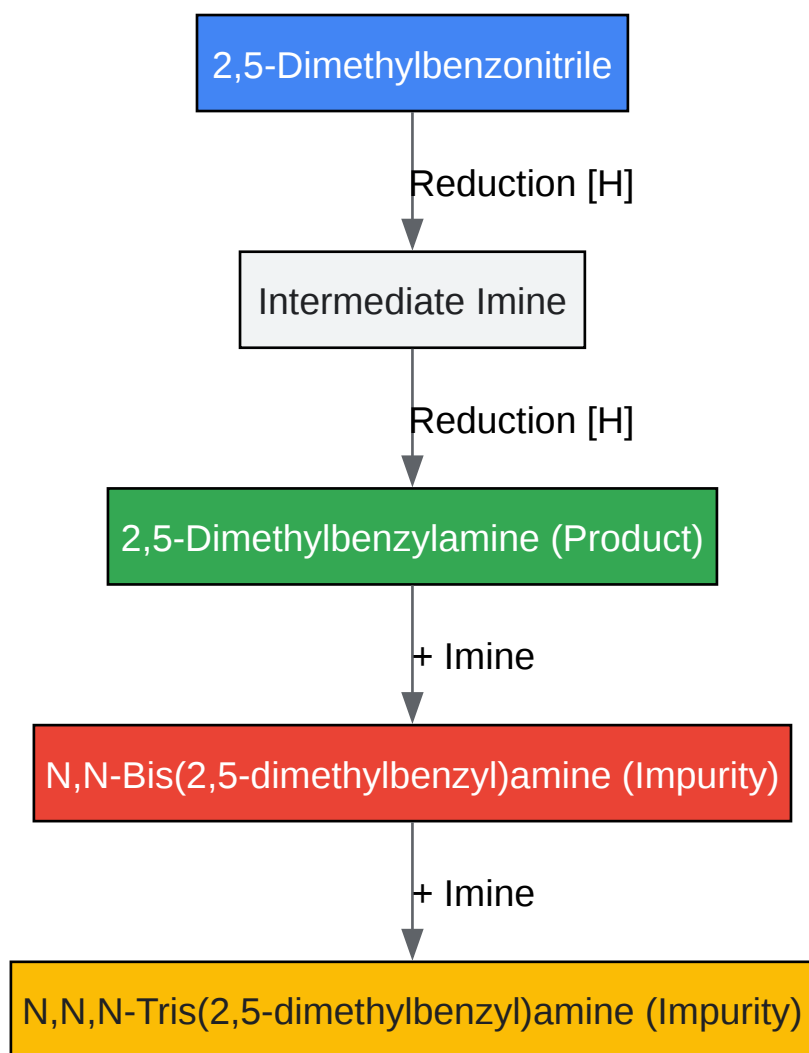 2,5-Dimethylbenzonitrile
Reduction [H]
Intermediate Imine
Reduction [H]
2,5-Dimethylbenzylamine (Product)
+ Imine
N,N-Bis(2,5-dimethylbenzyl)amine (Impurity)
+ Imine
N,N,N-Tris(2,5-dimethylbenzyl)amine (Impurity)